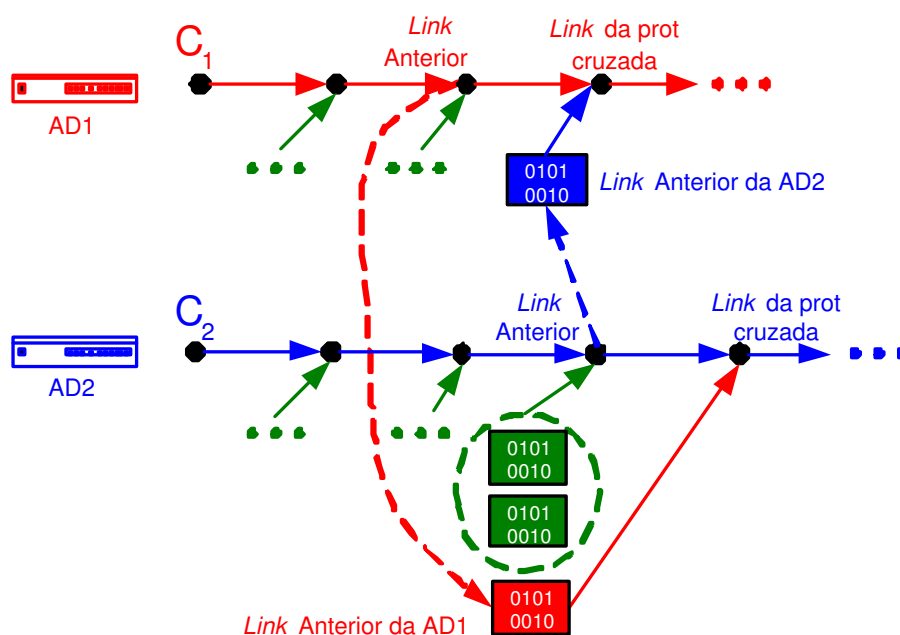 C1
Link
Anterior
Link da prot
cruzada
AD1
0101
0010
Link Anterior da AD2
C2
Link
Anterior
Link da prot
cruzada
AD2
0101
0010
0101
0010
0101
0010
Link Anterior da AD1